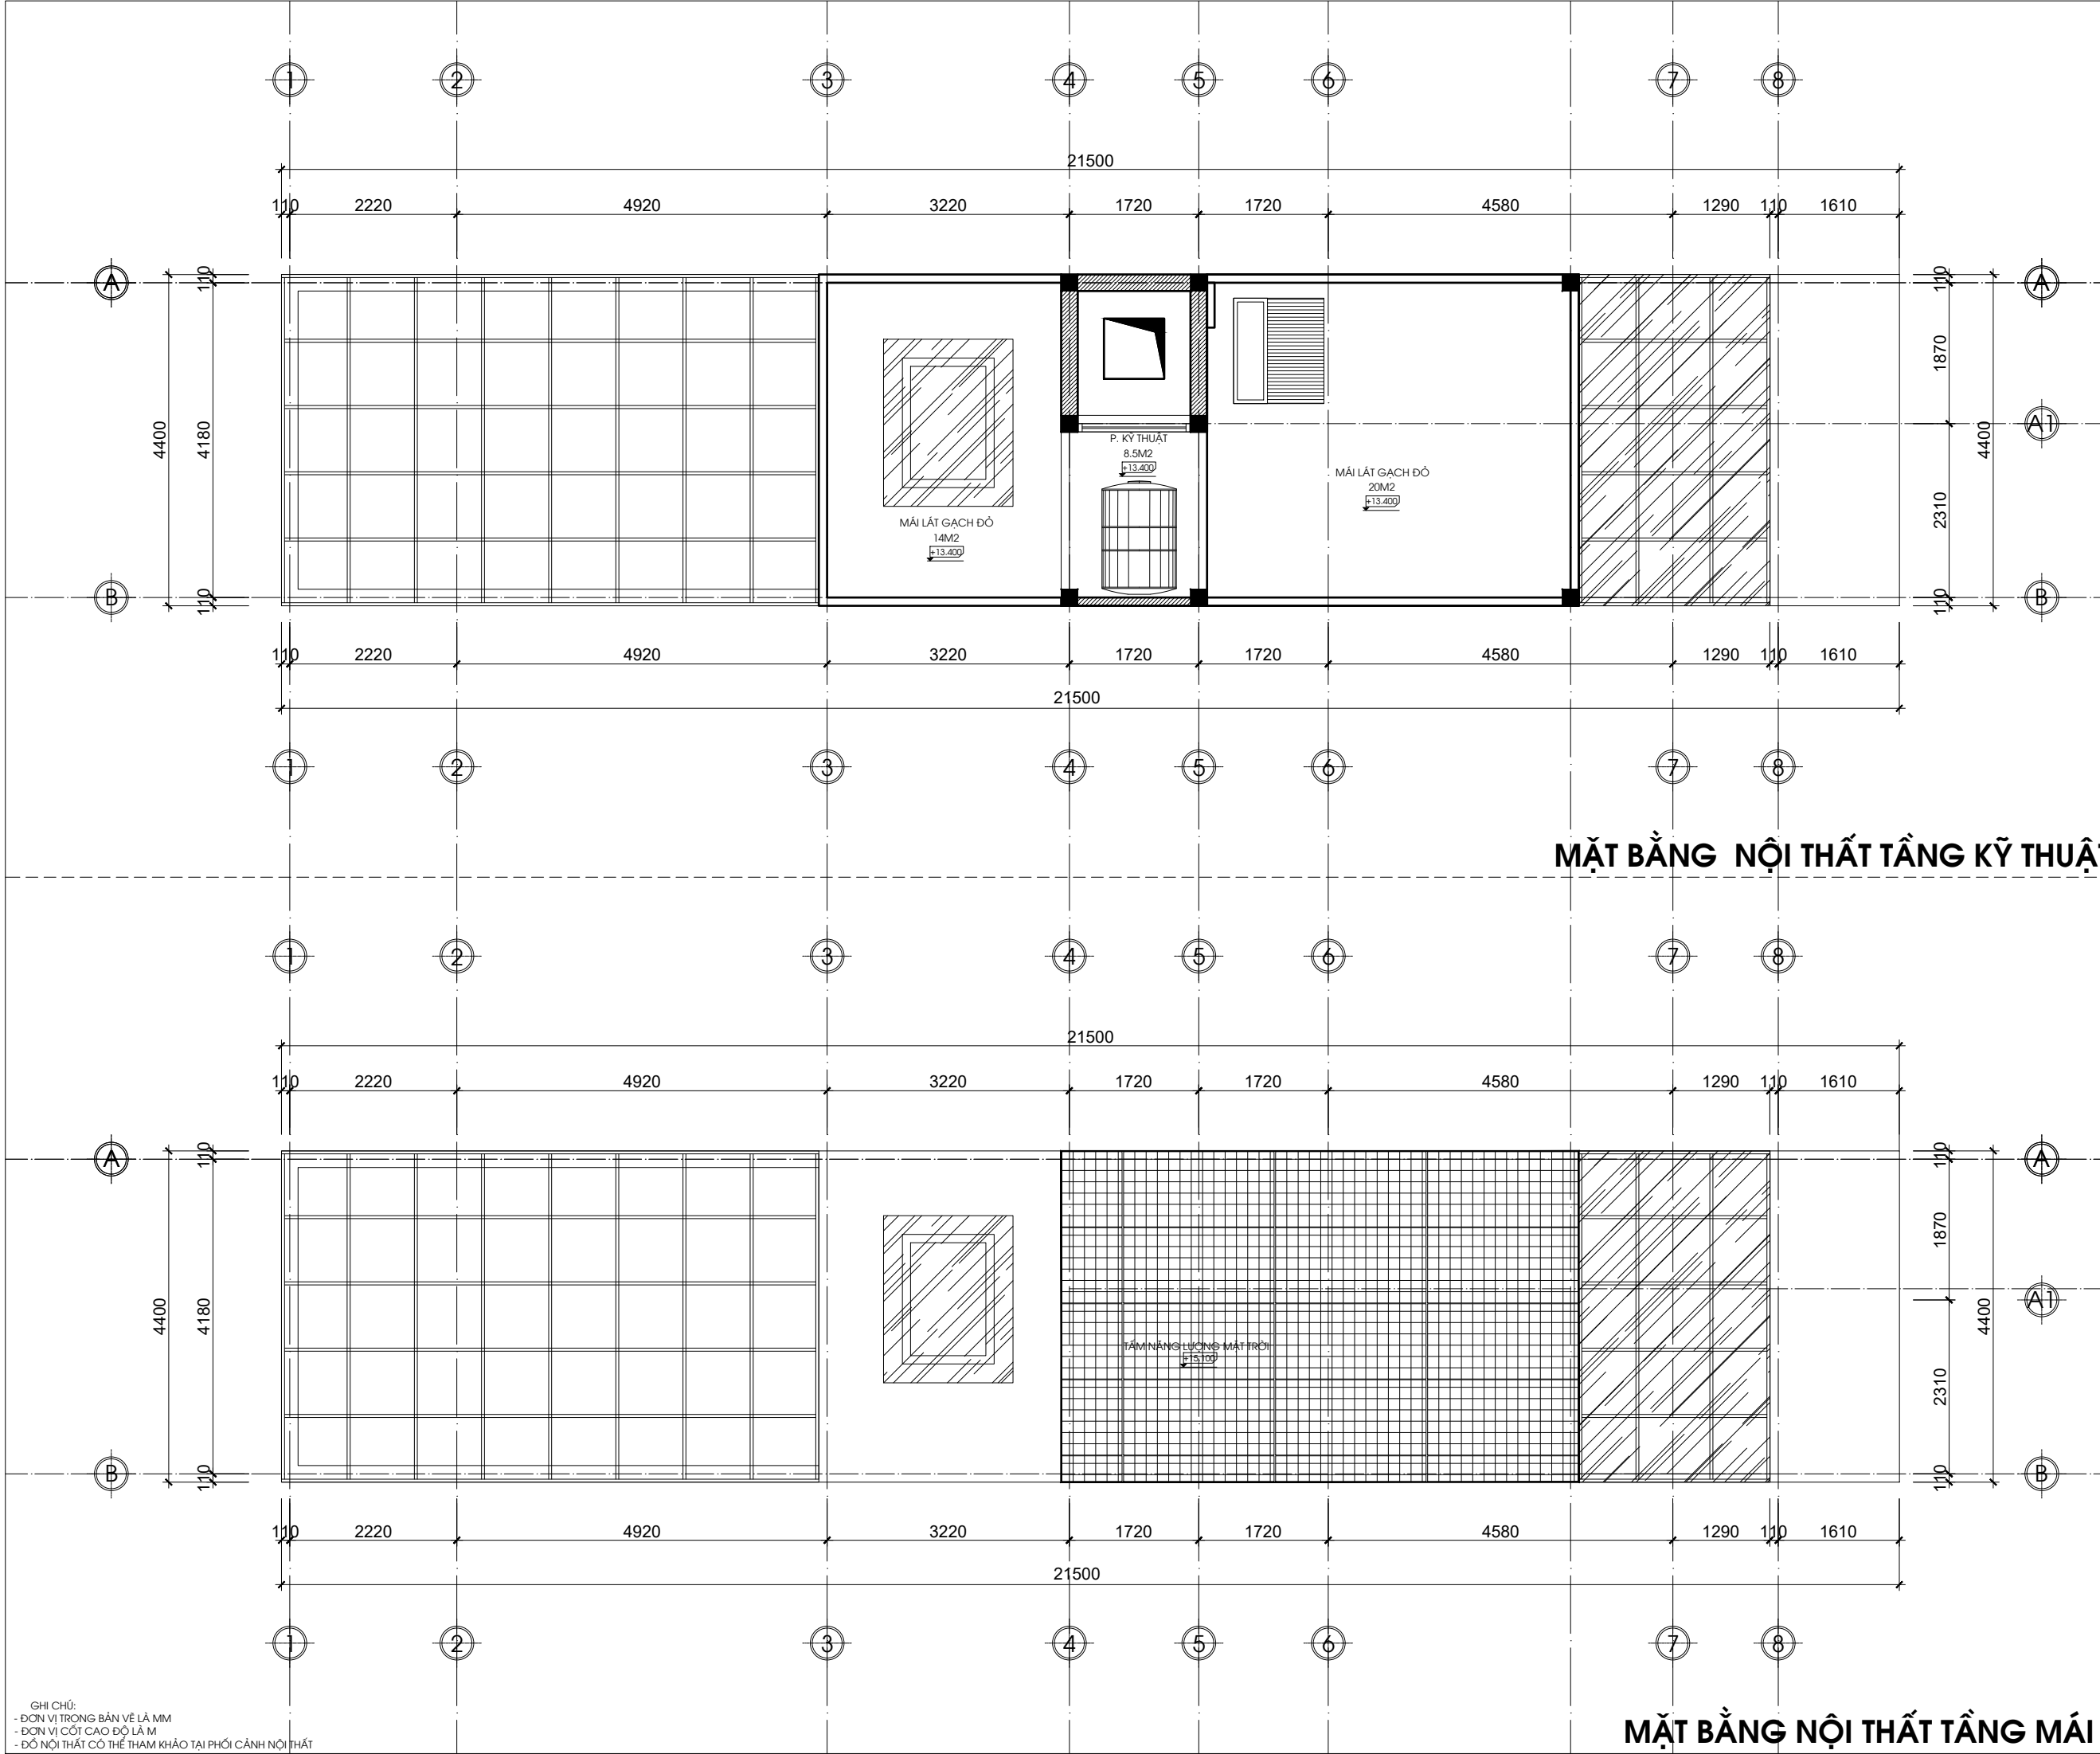 1 2 3 4 5 6 7 8
21500
110 2220 4920 3220 1720 1720 4580 1290 110 1610
A 110 110 A
4400 4180 1870 A1 4400
P. KỸ THUẬT
8.5M2
+13.400
MÁI LÁT GẠCH ĐỎ
20M2
+13.400
MÁI LÁT GẠCH ĐỎ
14M2
+13.400
2310
B 110 110 B
110 2220 4920 3220 1720 1720 4580 1290 110 1610
21500
1 2 3 4 5 6 7 8
MẶT BẰNG NỘI THẤT TẦNG KỸ THUẬT
1 2 3 4 5 6 7 8
21500
110 2220 4920 3220 1720 1720 4580 1290 110 1610
A 110 110 A
4400 4180 1870 A1 4400
TẤM NĂNG LƯỢNG MẶT TRỜI
+15.100
2310
B 110 110 B
110 2220 4920 3220 1720 1720 4580 1290 110 1610
21500
1 2 3 4 5 6 7 8
GHI CHÚ:
- ĐƠN VỊ TRONG BẢN VẼ LÀ MM
- ĐƠN VỊ CỐT CAO ĐỘ LÀ M
- ĐỒ NỘI THẤT CÓ THỂ THAM KHẢO TẠI PHỐI CẢNH NỘI THẤT
MẶT BẰNG NỘI THẤT TẦNG MÁI